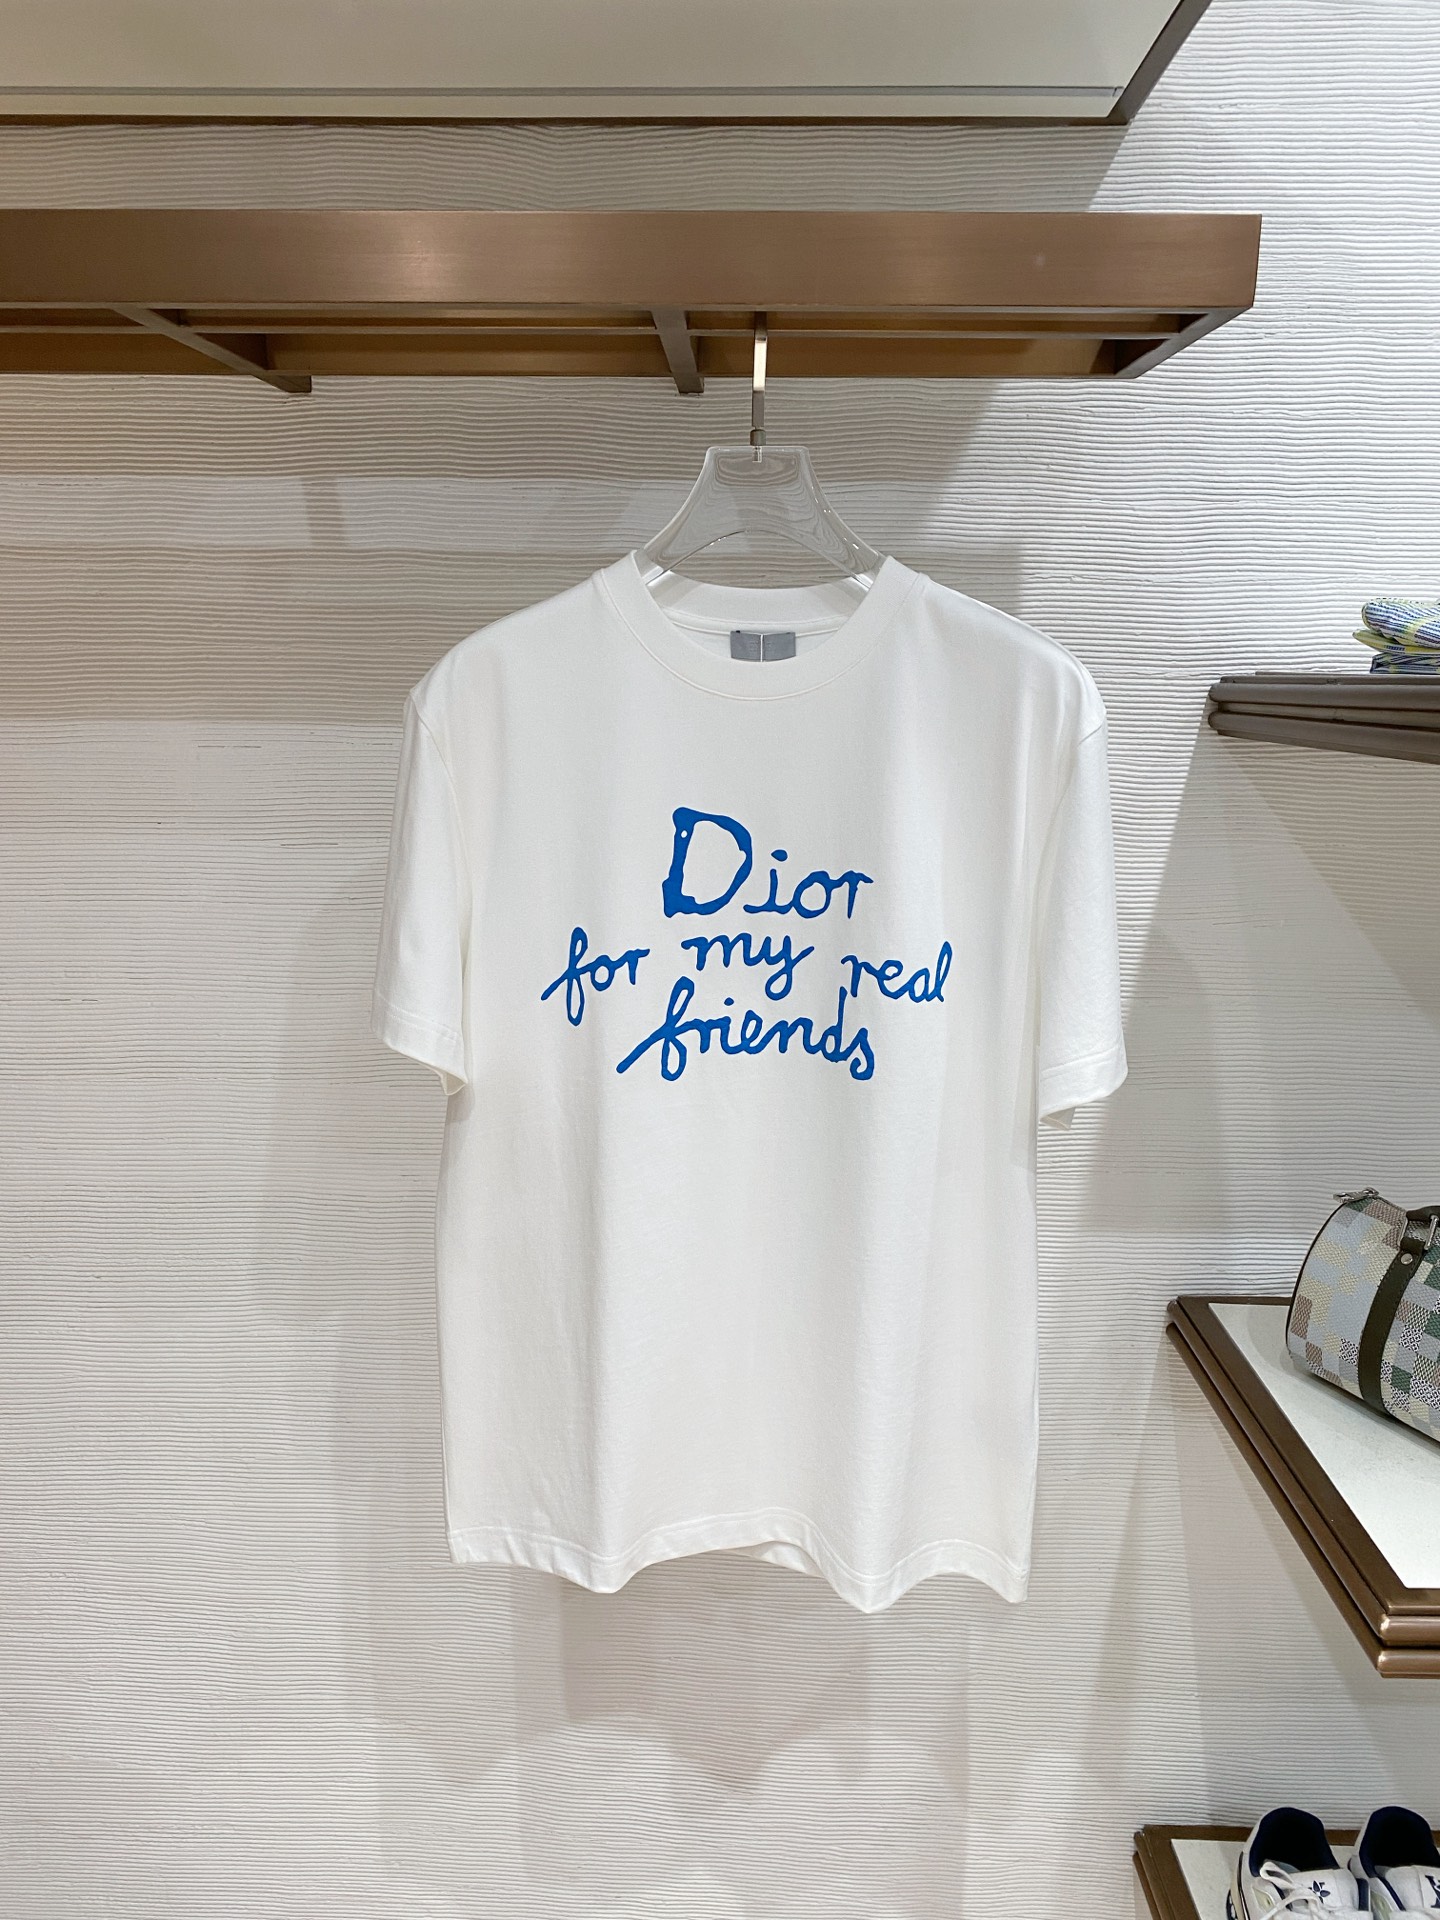 Dior
for my real
friends